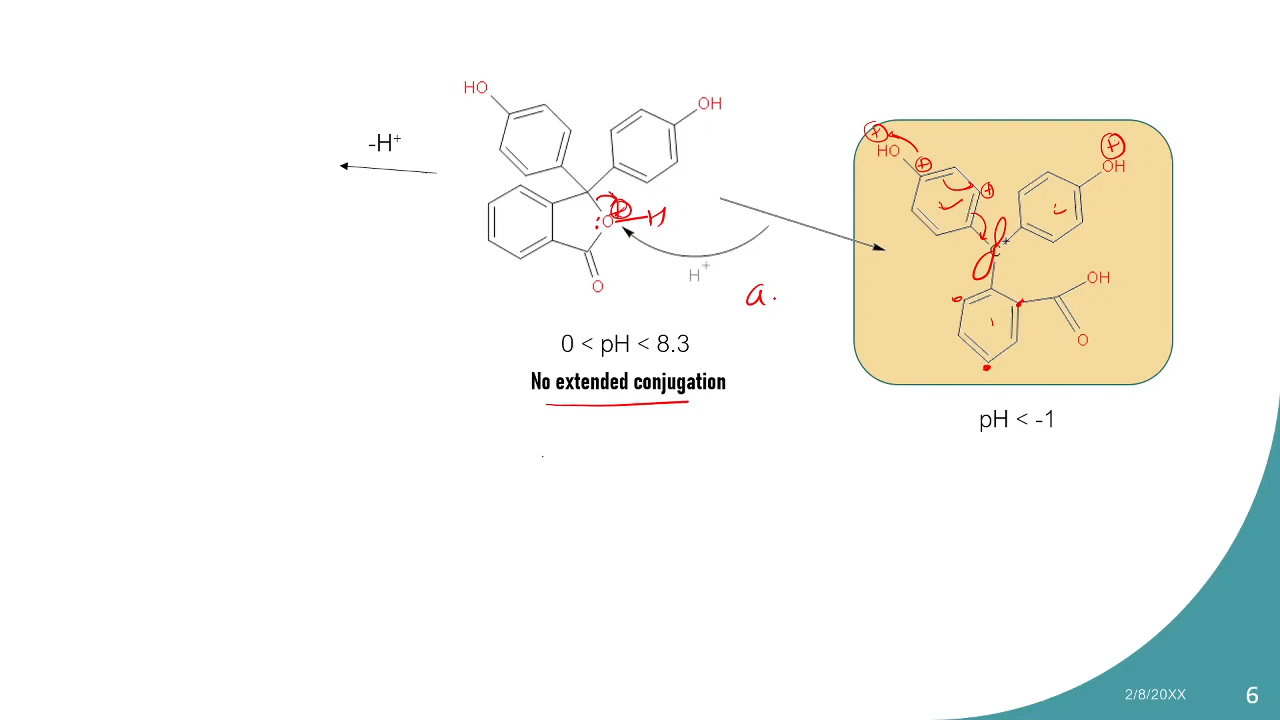 HO
OH
-H⁺
O
H
O
H⁺
a.
0 < pH < 8.3
No extended conjugation
+
HO
+
+
+
OH
C⁺
OH
O
pH < -1
2/8/20XX
6